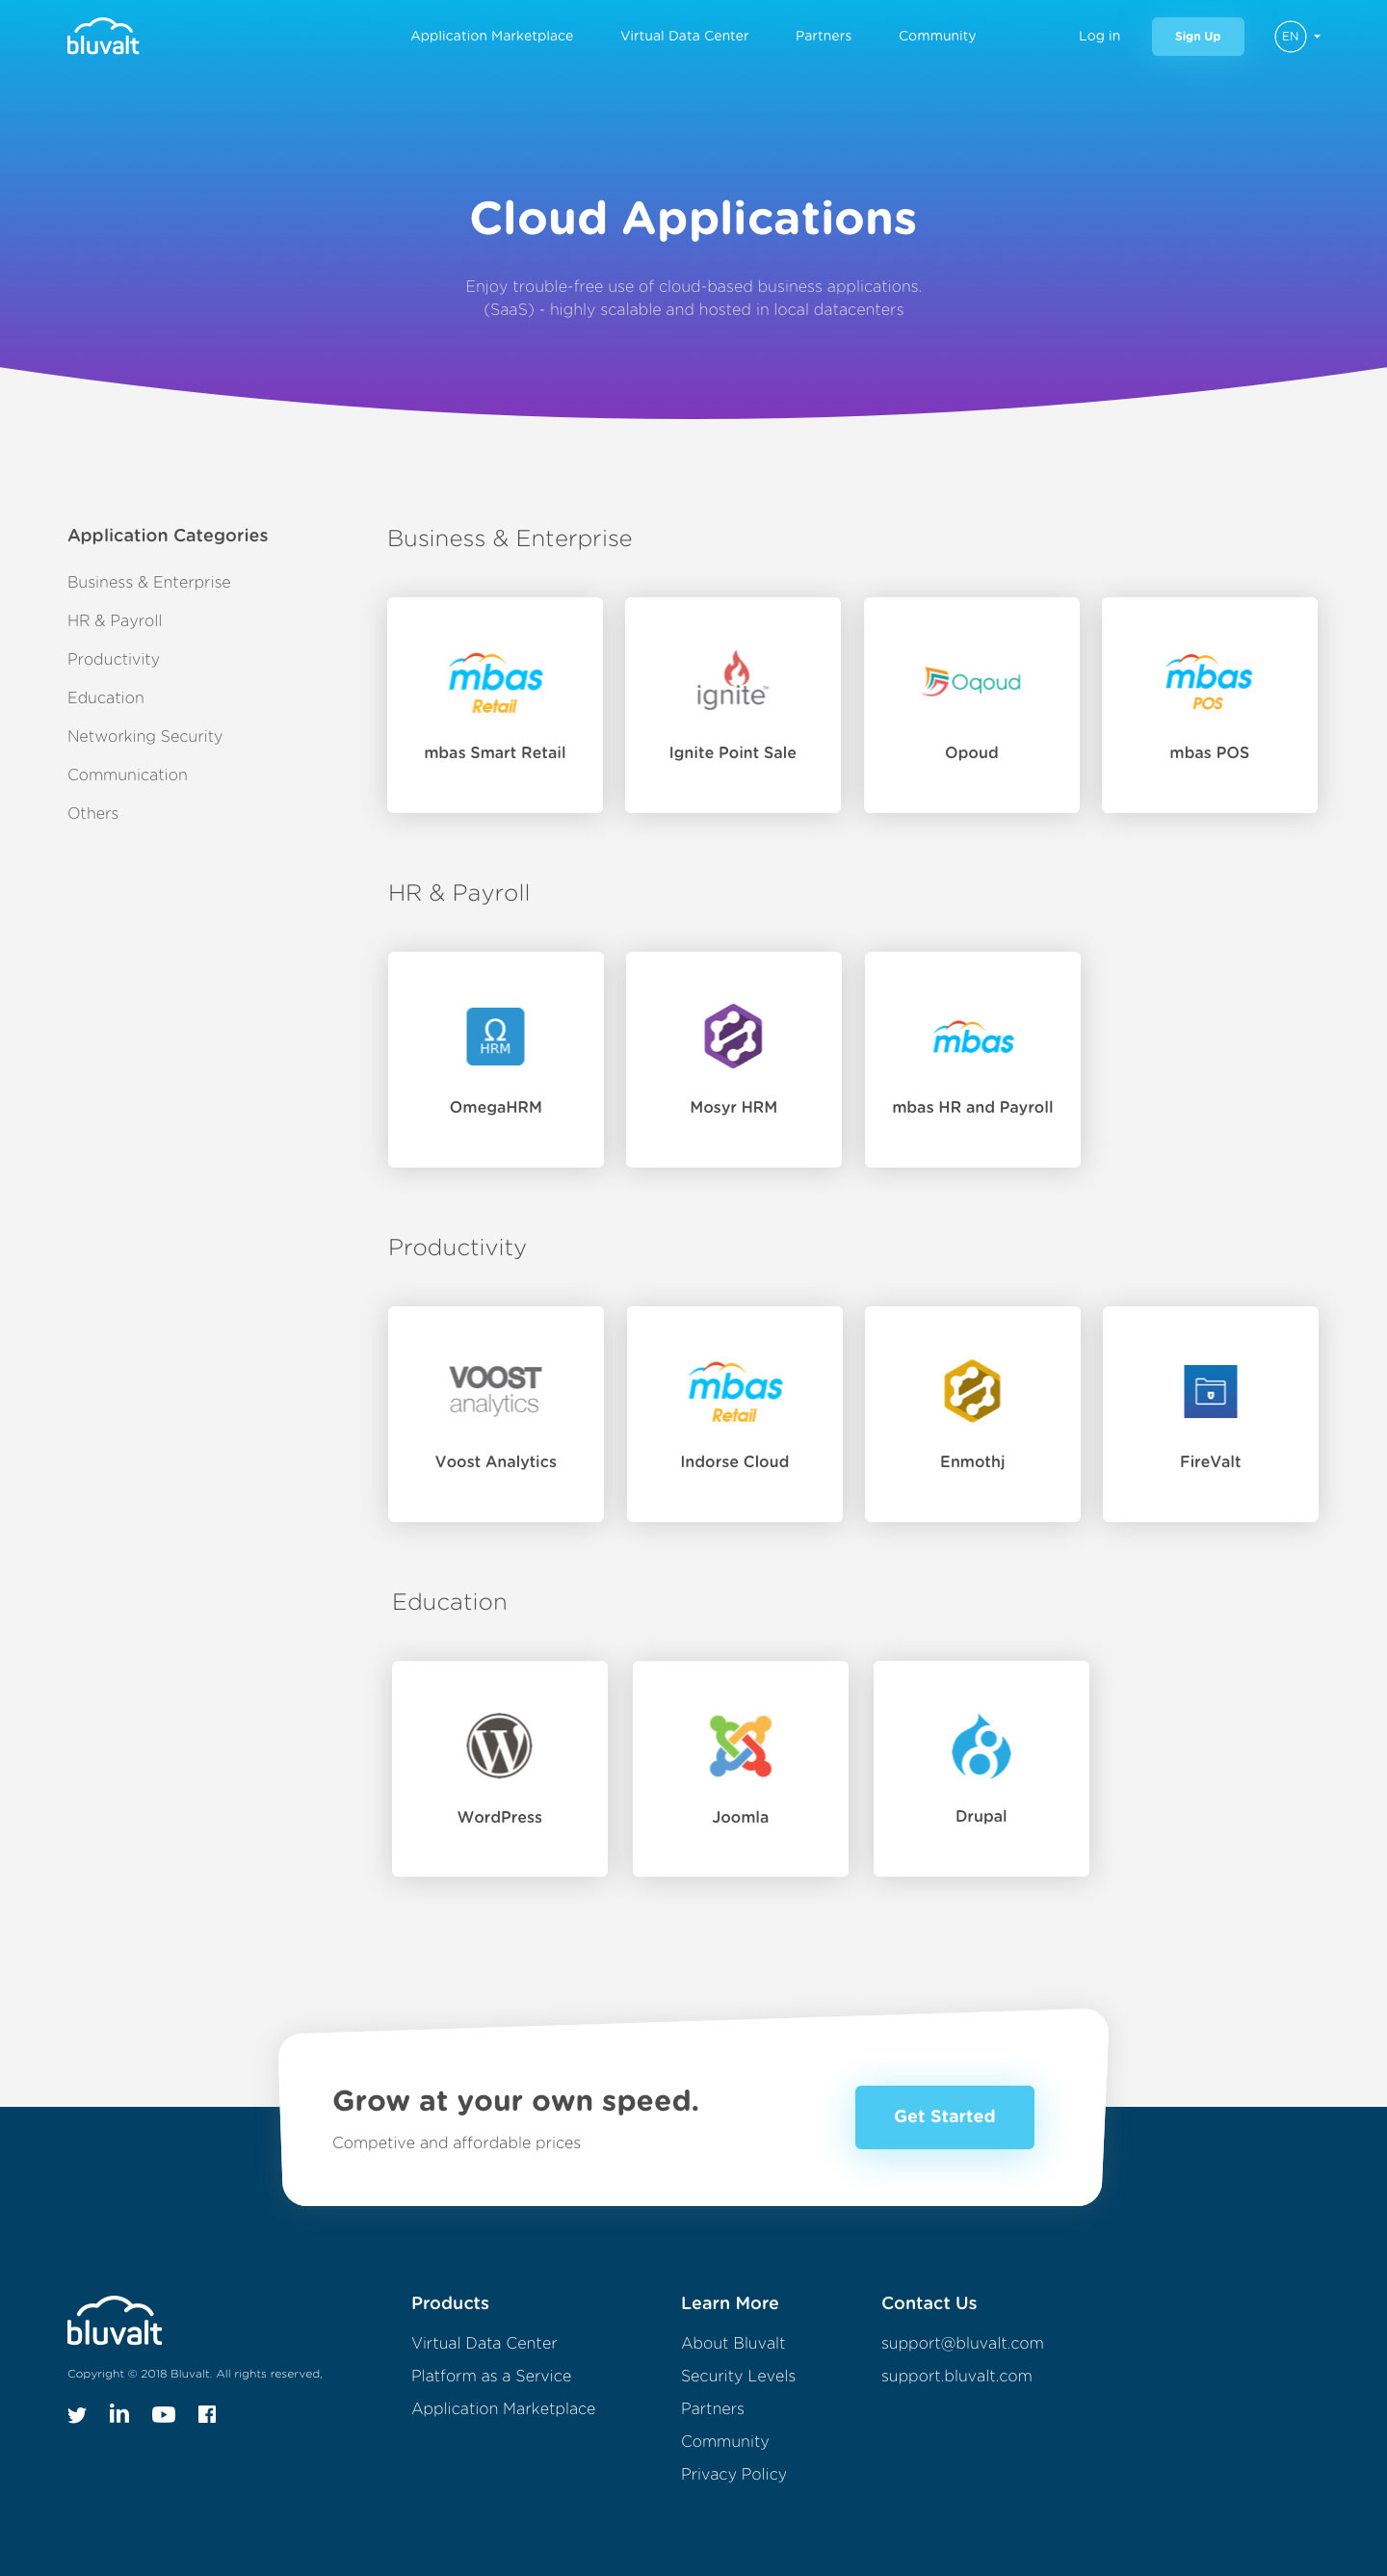 bluvalt
Application Marketplace
Virtual Data Center
Partners
Community
Log in
Sign Up
EN
Cloud Applications
Enjoy trouble-free use of cloud-based business applications.
(SaaS) - highly scalable and hosted in local datacenters
Application Categories
Business & Enterprise
HR & Payroll
Productivity
Education
Networking Security
Communication
Others
Business & Enterprise
mbas
Retail
mbas Smart Retail
ignite™
Ignite Point Sale
Oqoud
Opoud
mbas
POS
mbas POS
HR & Payroll
Ω
HRM
OmegaHRM
Mosyr HRM
mbas
mbas HR and Payroll
Productivity
VOOST
analytics
Voost Analytics
mbas
Retail
Indorse Cloud
Enmothj
FireValt
Education
WordPress
Joomla
Drupal
Grow at your own speed.
Competive and affordable prices
Get Started
bluvalt
Copyright © 2018 Bluvalt. All rights reserved,
Products
Virtual Data Center
Platform as a Service
Application Marketplace
Learn More
About Bluvalt
Security Levels
Partners
Community
Privacy Policy
Contact Us
support@bluvalt.com
support.bluvalt.com